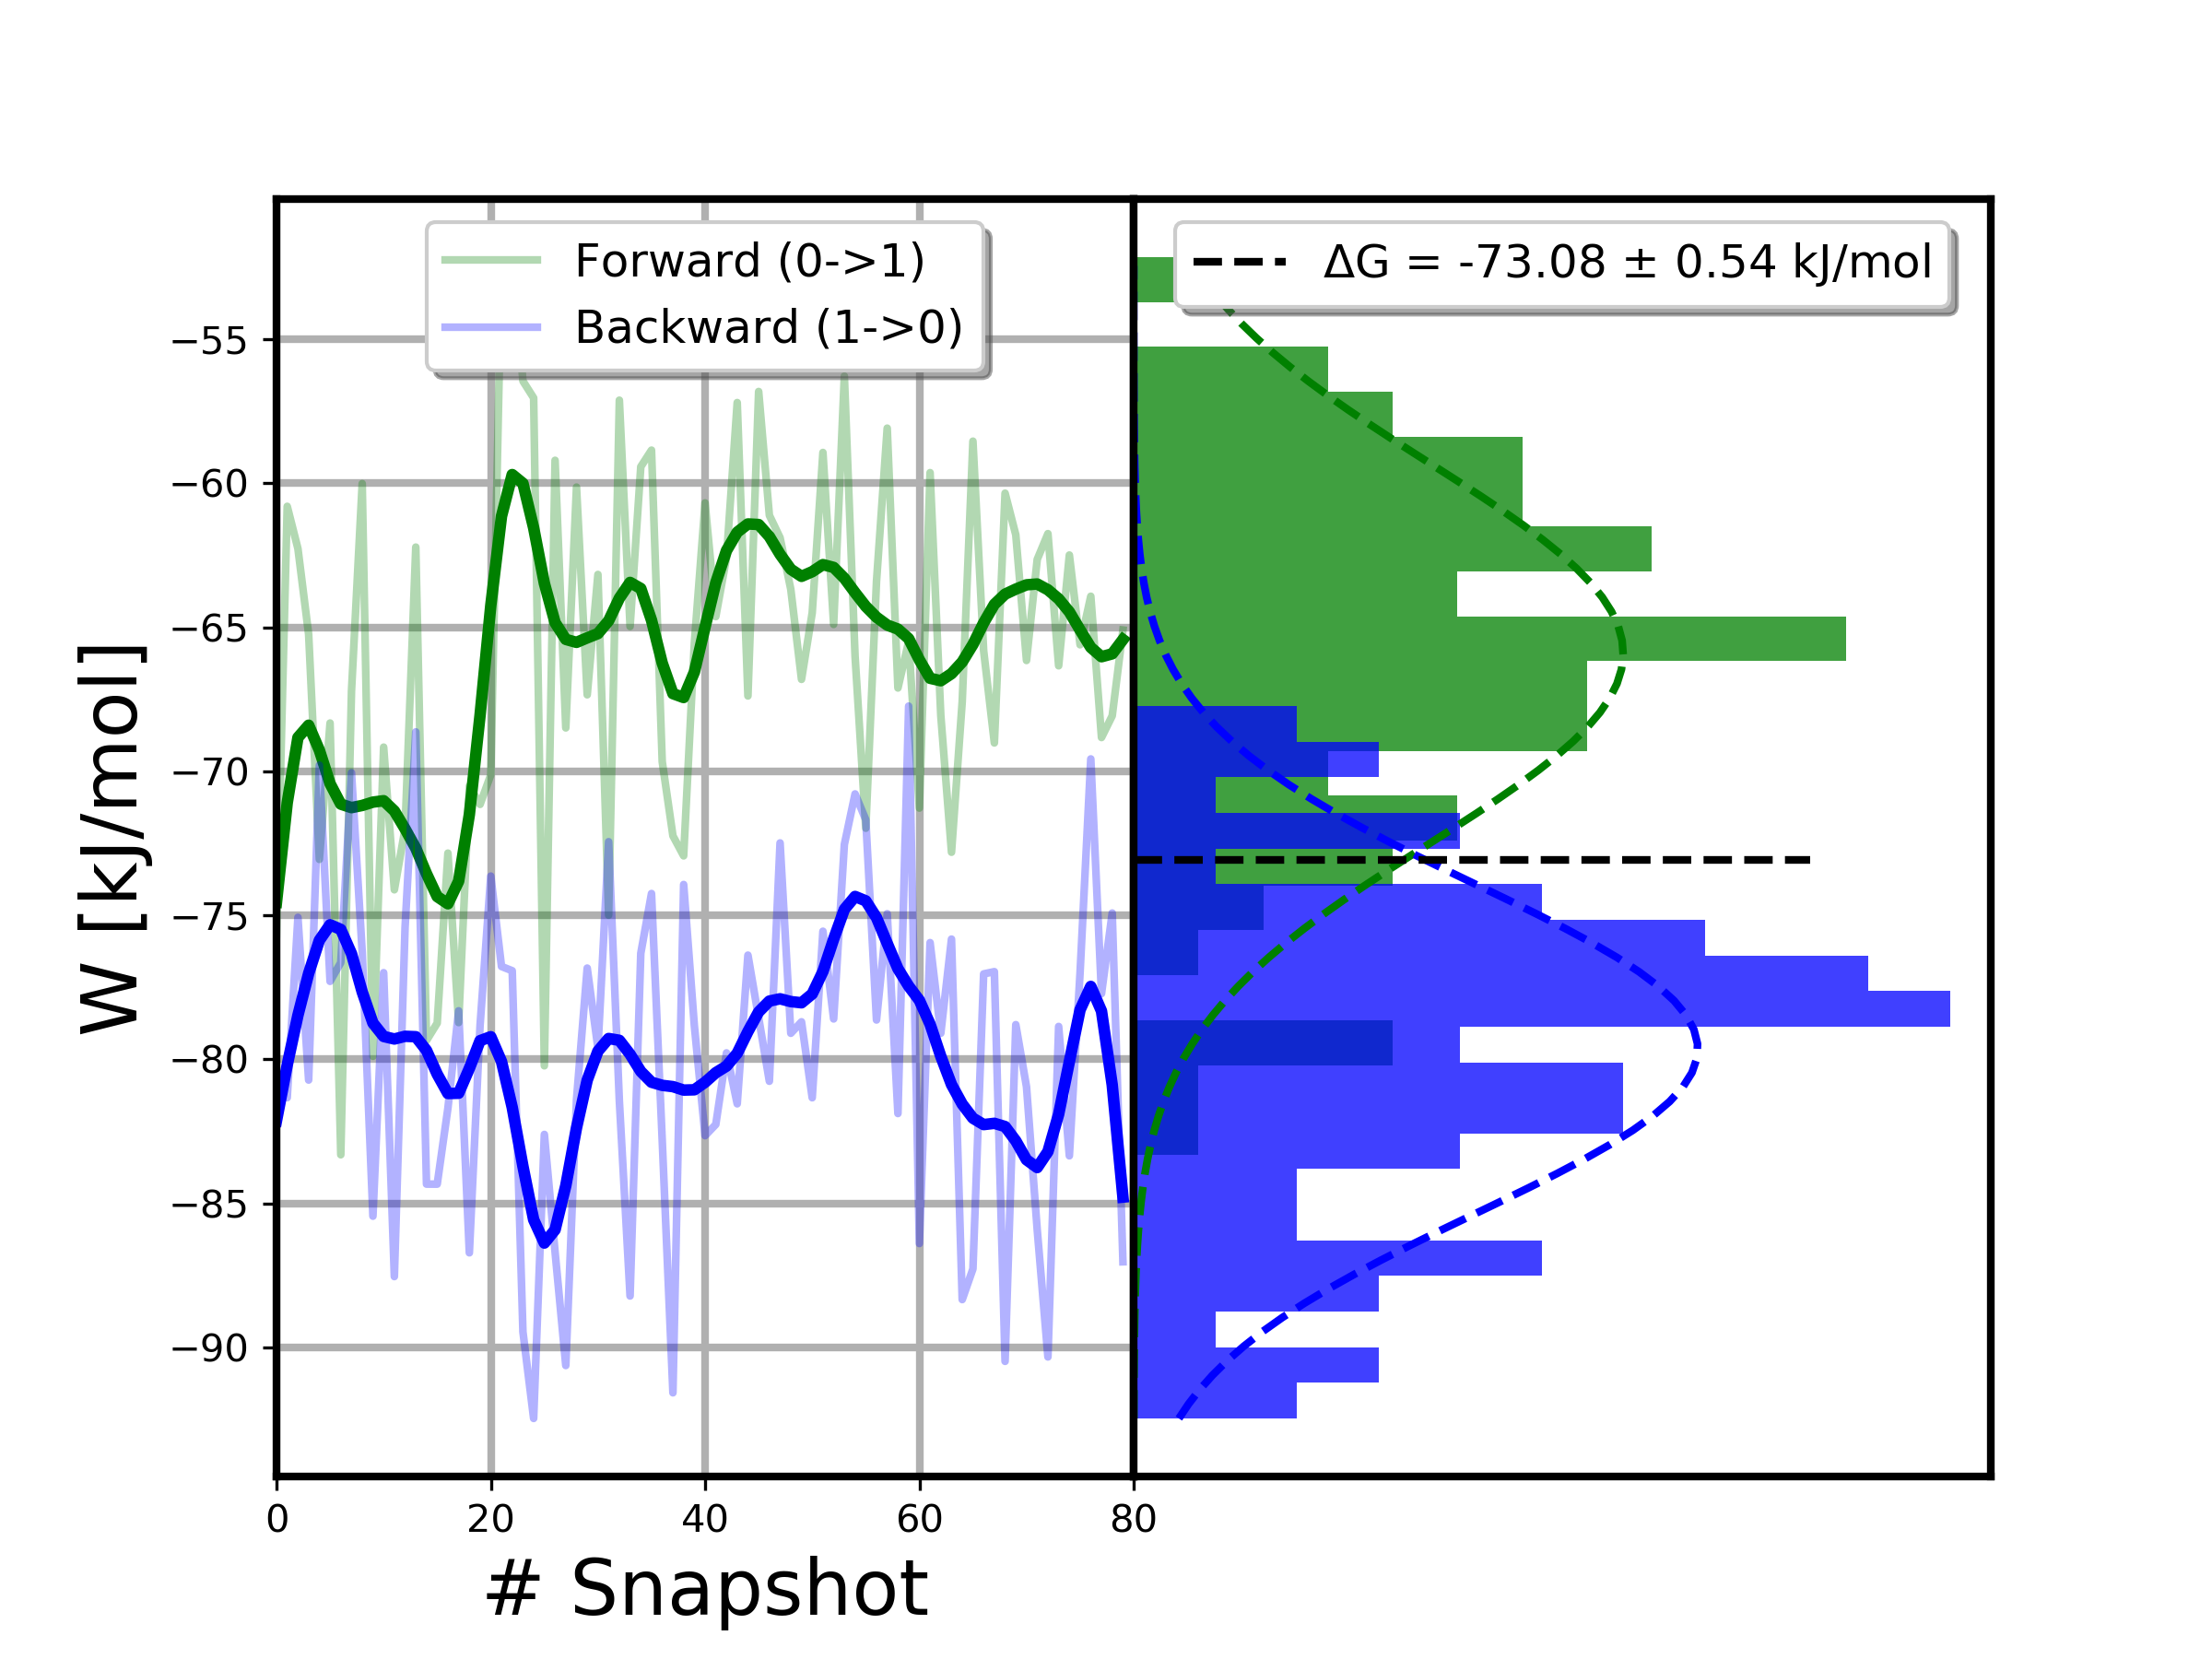 Forward (0->1)
Backward (1->0)
ΔG = -73.08 ± 0.54 kJ/mol
W [kJ/mol]
−55
−60
−65
−70
−75
−80
−85
−90
0 20 40 60 80
# Snapshot